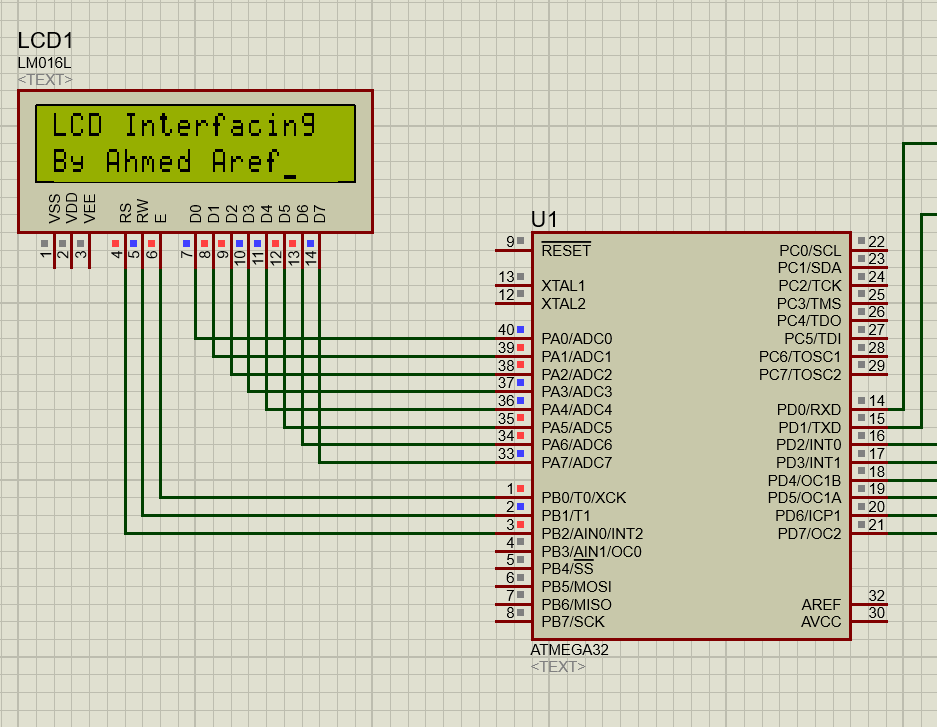 LCD1
LM016L
<TEXT>
LCD Interfacing
By Ahmed Aref_
VSS VDD VEE RS RW E D0 D1 D2 D3 D4 D5 D6 D7
1 2 3 4 5 6 7 8 9 10 11 12 13 14
U1
9 RESET PC0/SCL 22
PC1/SDA 23
13 XTAL1 PC2/TCK 24
12 XTAL2 PC3/TMS 25
PC4/TDO 26
40 PA0/ADC0 PC5/TDI 27
39 PA1/ADC1 PC6/TOSC1 28
38 PA2/ADC2 PC7/TOSC2 29
37 PA3/ADC3
36 PA4/ADC4 PD0/RXD 14
35 PA5/ADC5 PD1/TXD 15
34 PA6/ADC6 PD2/INT0 16
33 PA7/ADC7 PD3/INT1 17
PD4/OC1B 18
1 PB0/T0/XCK PD5/OC1A 19
2 PB1/T1 PD6/ICP1 20
3 PB2/AIN0/INT2 PD7/OC2 21
4 PB3/AIN1/OC0
5 PB4/SS
6 PB5/MOSI
7 PB6/MISO AREF 32
8 PB7/SCK AVCC 30
ATMEGA32
<TEXT>